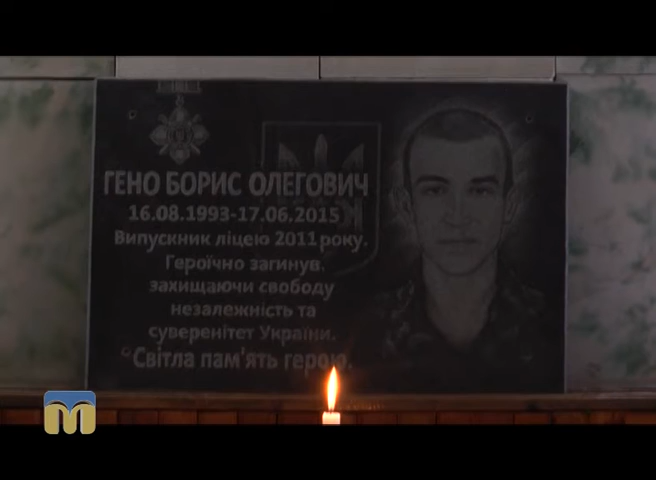 ГЕНО БОРИС ОЛЕГОВИЧ
16.08.1993-17.06.2015
Випускник ліцею 2011 року.
Героїчно загинув.
захищаючи свободу
незалежність та
суверенітет України.
Світла пам'ять герою.